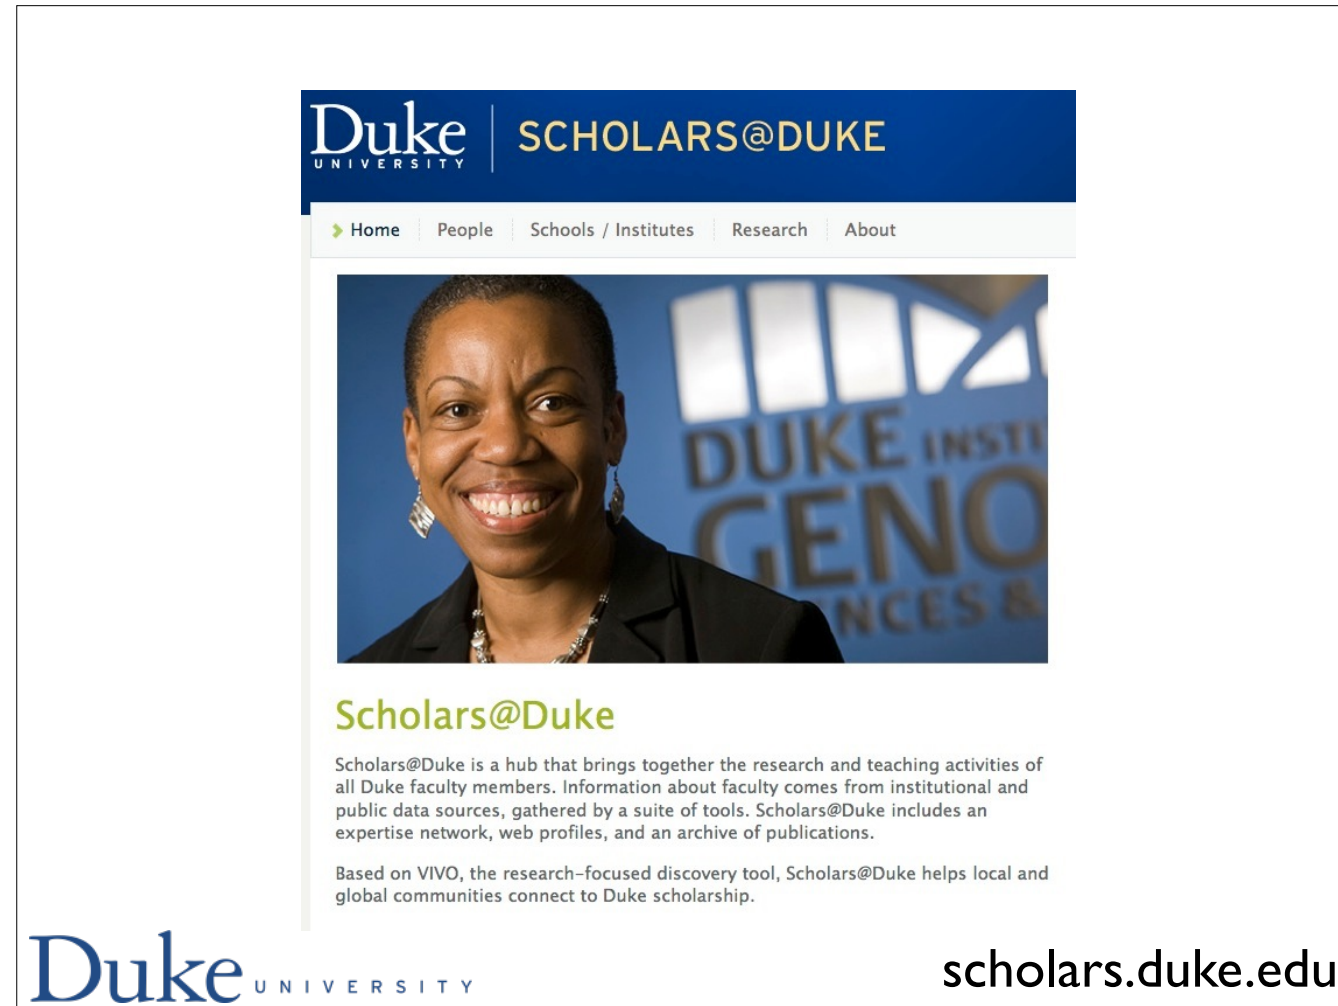 Duke
UNIVERSITY
SCHOLARS@DUKE
Home People Schools / Institutes Research About
DUKE INSTI
GENO
NCES &
Scholars@Duke
Scholars@Duke is a hub that brings together the research and teaching activities of
all Duke faculty members. Information about faculty comes from institutional and
public data sources, gathered by a suite of tools. Scholars@Duke includes an
expertise network, web profiles, and an archive of publications.
Based on VIVO, the research-focused discovery tool, Scholars@Duke helps local and
global communities connect to Duke scholarship.
Duke UNIVERSITY
scholars.duke.edu